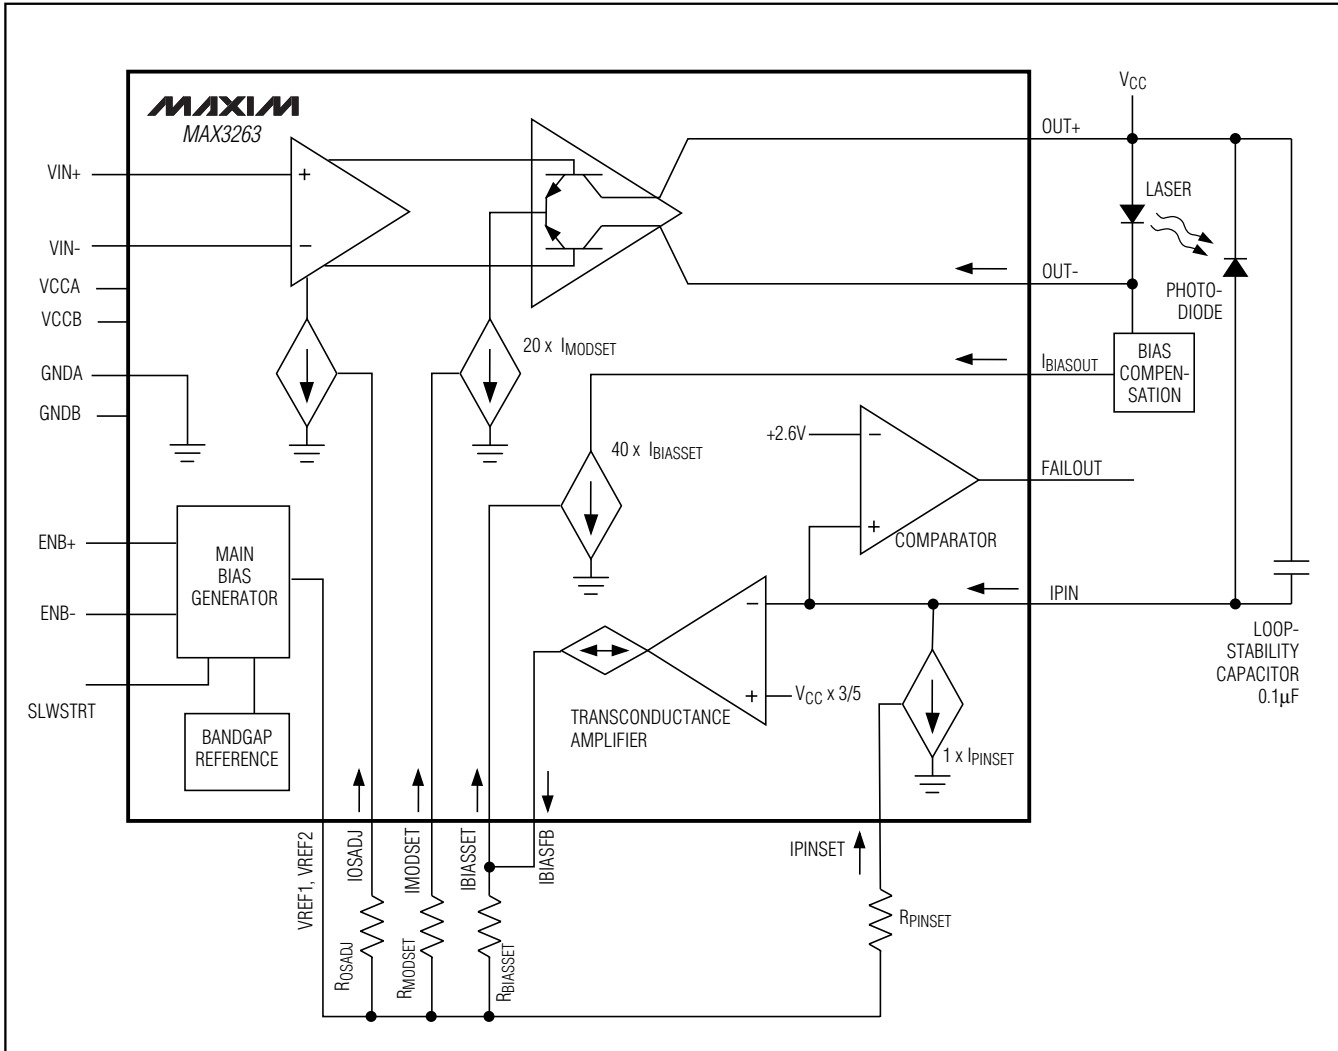 MAXIM
MAX3263
VCC
OUT+
VIN+
LASER
VIN-
OUT-
VCCA
PHOTO-
DIODE
VCCB
20 x IMODSET
IBIASOUT
BIAS
COMPEN-
SATION
GNDA
GNDB
+2.6V
−
40 x IBIASSET
FAILOUT
+
COMPARATOR
ENB+
MAIN
BIAS
GENERATOR
IPIN
ENB-
LOOP-
STABILITY
CAPACITOR
0.1µF
−
+
VCC x 3/5
SLWSTRT
TRANSCONDUCTANCE
AMPLIFIER
BANDGAP
REFERENCE
1 x IPINSET
VREF1, VREF2
IOSADJ
IMODSET
IBIASSET
IBIASFB
IPINSET
ROSADJ
RMODSET
RBIASSET
RPINSET
+
−